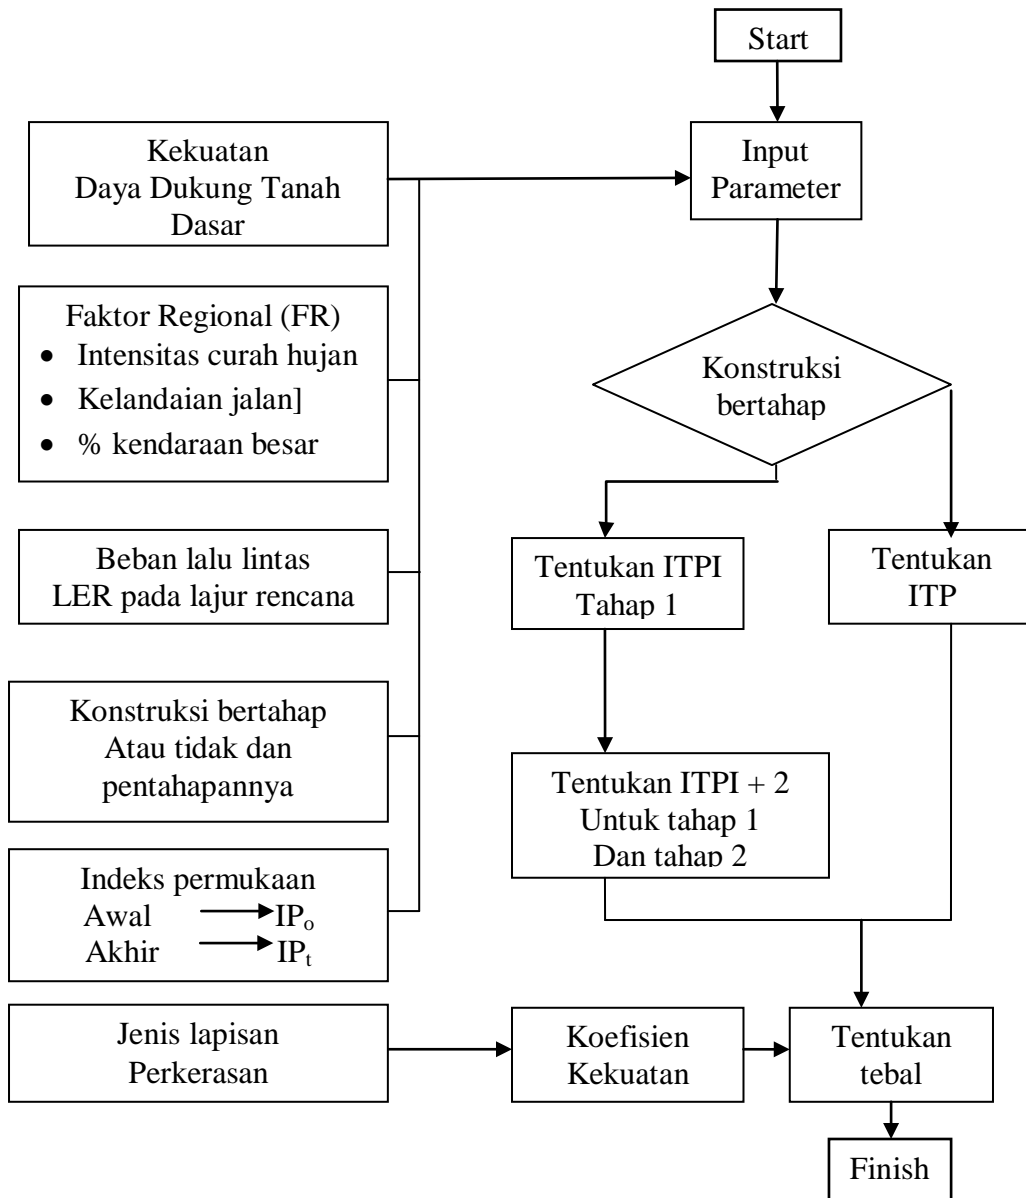 Start
Kekuatan
Daya Dukung Tanah
Dasar
Input
Parameter
Faktor Regional (FR)
• Intensitas curah hujan
• Kelandaian jalan]
• % kendaraan besar
Konstruksi
bertahap
Beban lalu lintas
LER pada lajur rencana
Tentukan ITPI
Tahap 1
Tentukan
ITP
Konstruksi bertahap
Atau tidak dan
pentahapannya
Tentukan ITPI + 2
Untuk tahap 1
Dan tahap 2
Indeks permukaan
Awal IPo
Akhir IPt
Jenis lapisan
Perkerasan
Koefisien
Kekuatan
Tentukan
tebal
Finish